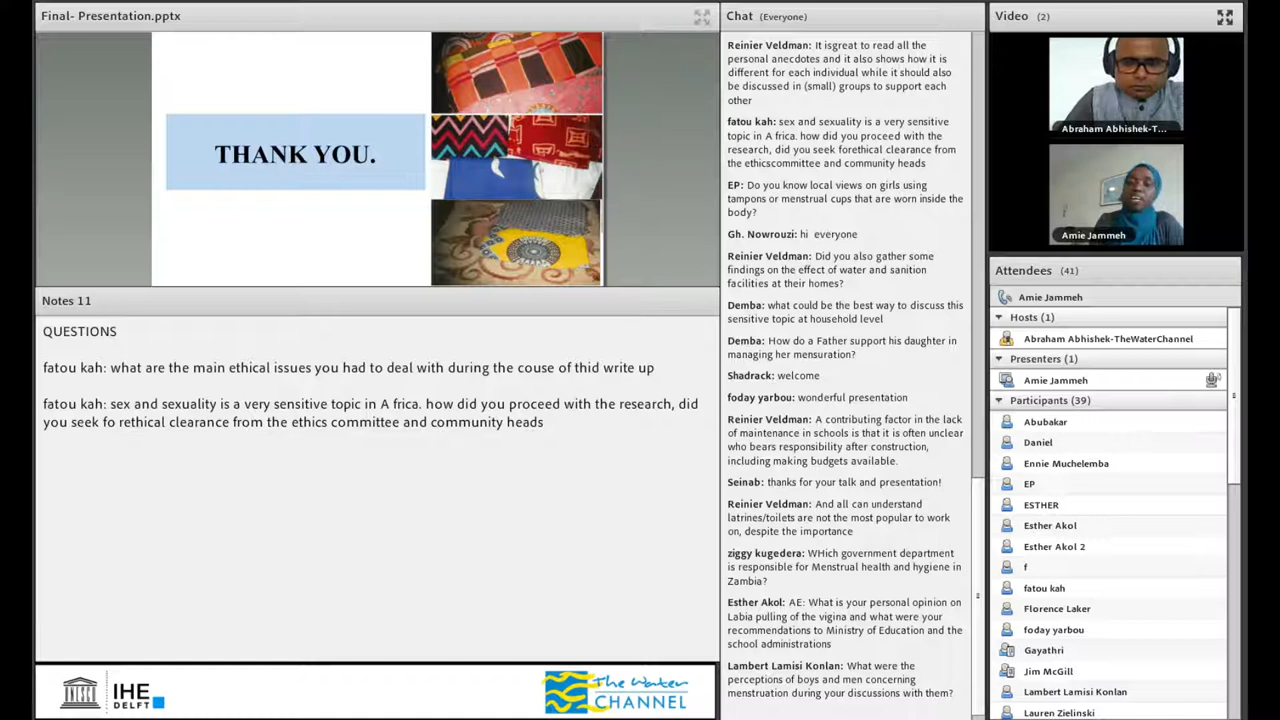 Final- Presentation.pptx
THANK YOU.
Notes 11
QUESTIONS
fatou kah: what are the main ethical issues you had to deal with during the couse of thid write up
fatou kah: sex and sexuality is a very sensitive topic in A frica. how did you proceed with the research, did
you seek fo rethical clearance from the ethics committee and community heads
IHE
DELFT
The Water
CHANNEL
Chat (Everyone)
Reinier Veldman: It isgreat to read all the
personal anecdotes and it also shows how it is
different for each individual while it should also
be discussed in (small) groups to support each
other
fatou kah: sex and sexuality is a very sensitive
topic in A frica. how did you proceed with the
research, did you seek forethical clearance from
the ethicscommittee and community heads
EP: Do you know local views on girls using
tampons or menstrual cups that are worn inside the
body?
Gh. Nowrouzi: hi everyone
Reinier Veldman: Did you also gather some
findings on the effect of water and sanition
facilities at their homes?
Demba: what could be the best way to discuss this
sensitive topic at household level
Demba: How do a Father support his daughter in
managing her mensuration?
Shadrack: welcome
foday yarbou: wonderful presentation
Reinier Veldman: A contributing factor in the lack
of maintenance in schools is that it is often unclear
who bears responsibility after construction,
including making budgets available.
Seinab: thanks for your talk and presentation!
Reinier Veldman: And all can understand
latrines/toilets are not the most popular to work
on, despite the importance
ziggy kugedera: WHich government department
is responsible for Menstrual health and hygiene in
Zambia?
Esther Akol: AE: What is your personal opinion on
Labia pulling of the vigina and what were your
recommendations to Ministry of Education and the
school administrations
Lambert Lamisi Konlan: What were the
perceptions of boys and men concerning
menstruation during your discussions with them?
Video (2)
Abraham Abhishek-T...
Amie Jammeh
Attendees (41)
Amie Jammeh
Hosts (1)
Abraham Abhishek-TheWaterChannel
Presenters (1)
Amie Jammeh
Participants (39)
Abubakar
Daniel
Ennie Muchelemba
EP
ESTHER
Esther Akol
Esther Akol 2
f
fatou kah
Florence Laker
foday yarbou
Gayathri
Jim McGill
Lambert Lamisi Konlan
Lauren Zielinski